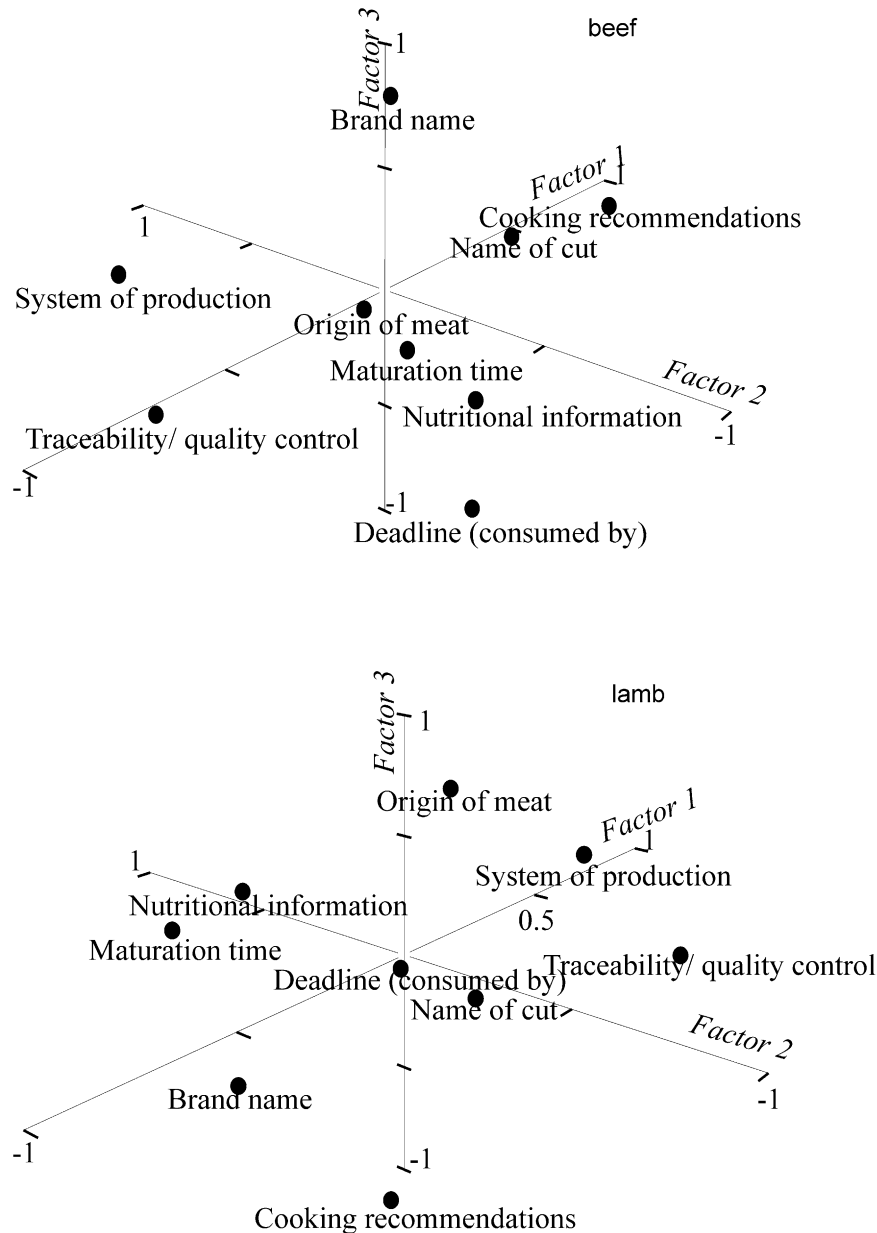 beef
Factor 3
1
Brand name
Factor 1
1
Cooking recommendations
Name of cut
1
System of production
Origin of meat
Maturation time
Factor 2
-1
Nutritional information
Traceability/ quality control
-1
-1
Deadline (consumed by)
lamb
Factor 3
1
Origin of meat
Factor 1
1
System of production
0.5
1
Nutritional information
Maturation time
Traceability/ quality control
Deadline (consumed by)
Name of cut
Factor 2
-1
Brand name
-1
-1
Cooking recommendations